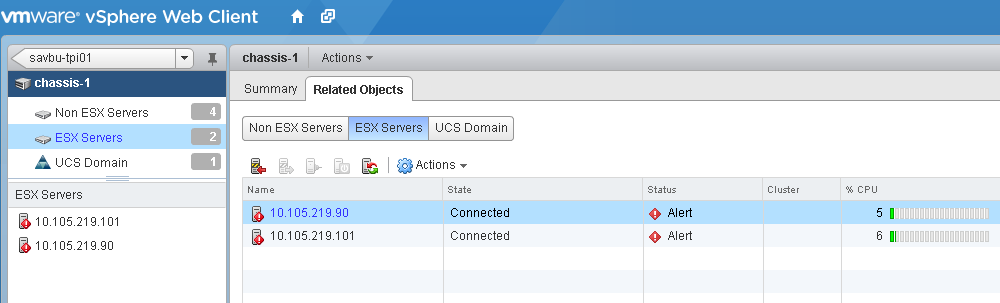 vmware® vSphere Web Client
savbu-tpi01
chassis-1
Non ESX Servers 4
ESX Servers 2
UCS Domain 1
ESX Servers
10.105.219.101
10.105.219.90
chassis-1 Actions
Summary Related Objects
Non ESX Servers ESX Servers UCS Domain
Actions
Name State Status Cluster % CPU
10.105.219.90 Connected Alert 5
10.105.219.101 Connected Alert 6